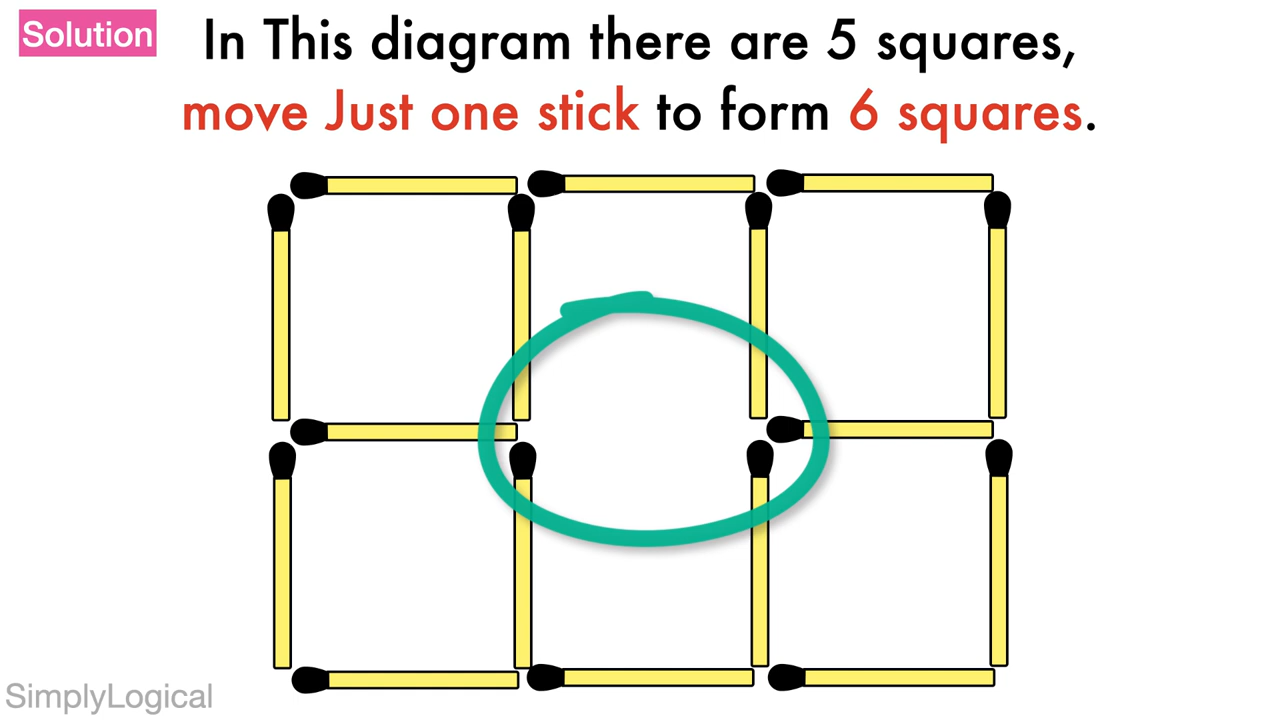 Solution
In This diagram there are 5 squares,
move Just one stick to form 6 squares.
SimplyLogical